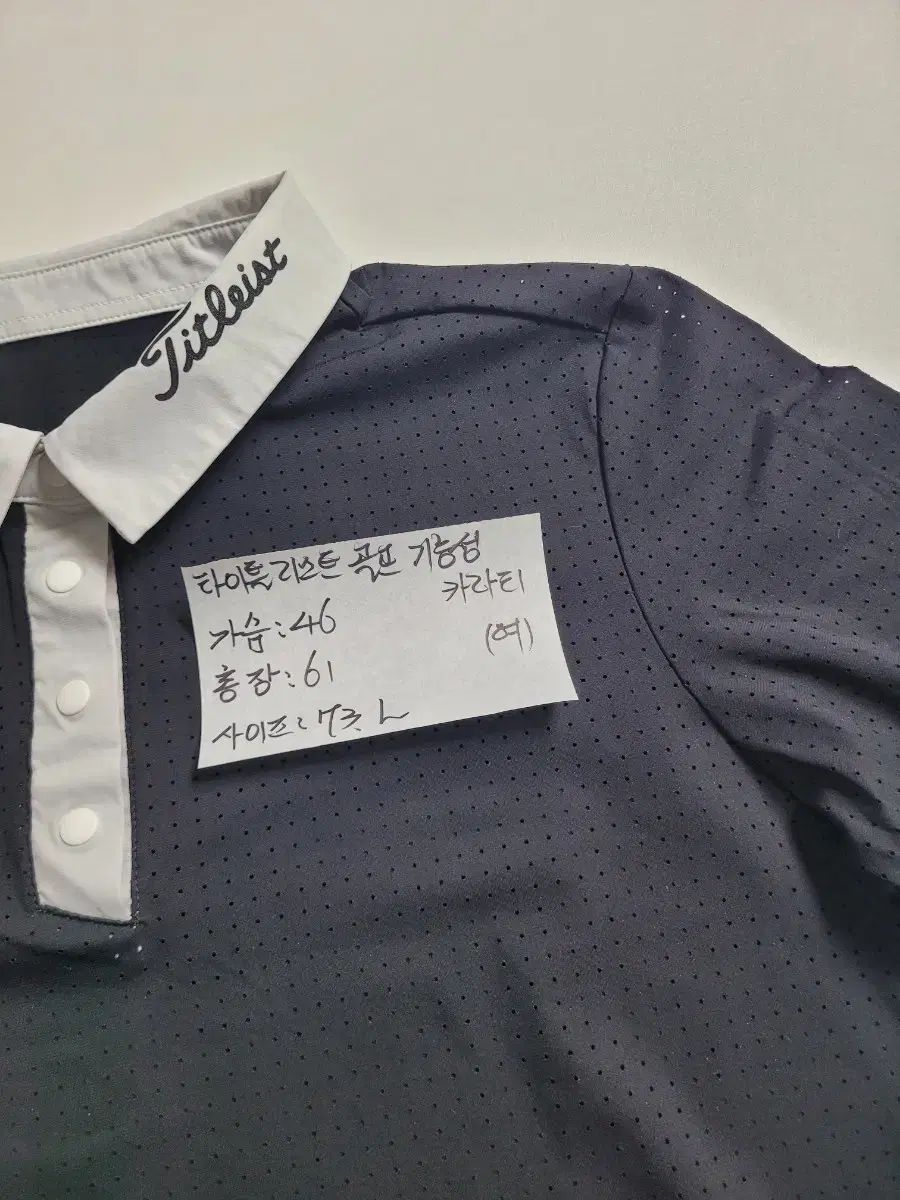 Titleist
타이틀리스트 골프 기능성
카라티
가슴:46
(여)
총장:61
사이프: 73, L